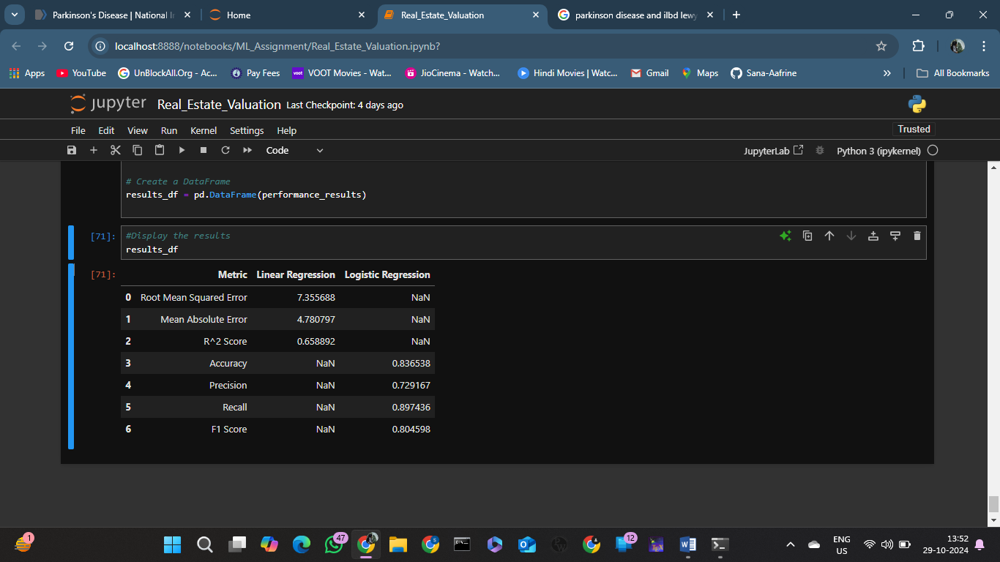 Parkinson's Disease | National In
Home
Real_Estate_Valuation
parkinson disease and ilbd lewy
localhost:8888/notebooks/ML_Assignment/Real_Estate_Valuation.ipynb?
Apps YouTube UnBlockAll.Org - Ac... Pay Fees voot VOOT Movies - Wat... JioCinema - Watch... Hindi Movies | Watc... Gmail Maps Sana-Aafrine » All Bookmarks
jupyter Real_Estate_Valuation Last Checkpoint: 4 days ago
File Edit View Run Kernel Settings Help Trusted
Code JupyterLab Python 3 (ipykernel)
# Create a DataFrame
results_df = pd.DataFrame(performance_results)
[71]: #Display the results
results_df
[71]: Metric Linear Regression Logistic Regression
0 Root Mean Squared Error 7.355688 NaN
1 Mean Absolute Error 4.780797 NaN
2 R^2 Score 0.658892 NaN
3 Accuracy NaN 0.836538
4 Precision NaN 0.729167
5 Recall NaN 0.897436
6 F1 Score NaN 0.804598
1 47 12 ENG 13:52
US 29-10-2024